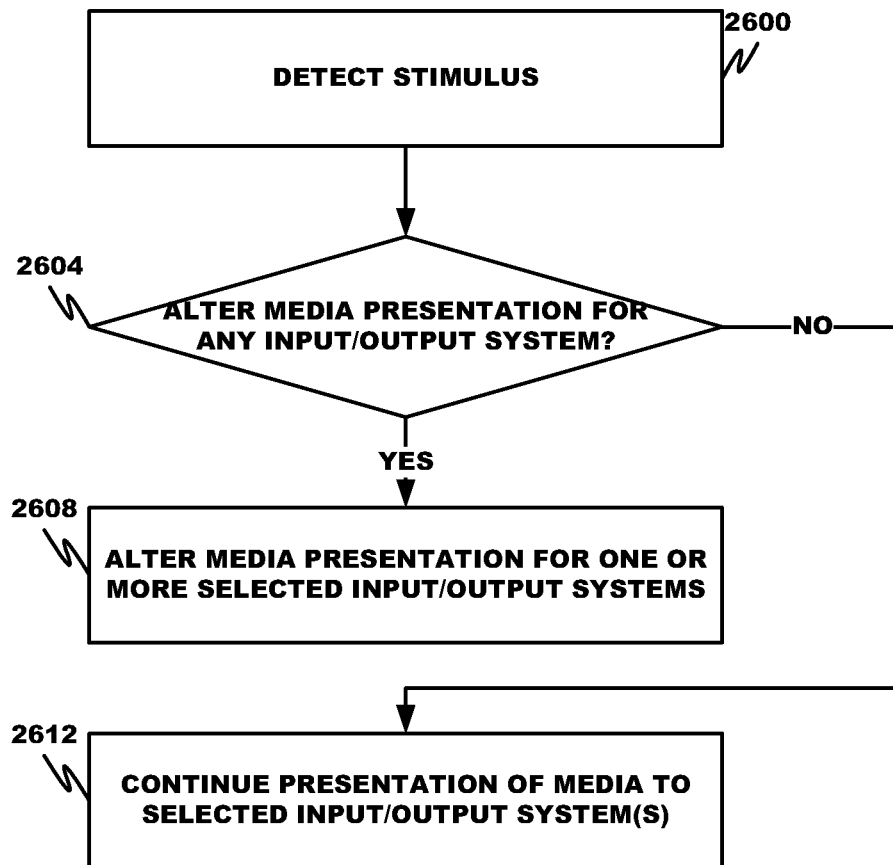 2600
DETECT STIMULUS
2604
ALTER MEDIA PRESENTATION FOR
ANY INPUT/OUTPUT SYSTEM?
NO
YES
2608
ALTER MEDIA PRESENTATION FOR ONE OR
MORE SELECTED INPUT/OUTPUT SYSTEMS
2612
CONTINUE PRESENTATION OF MEDIA TO
SELECTED INPUT/OUTPUT SYSTEM(S)